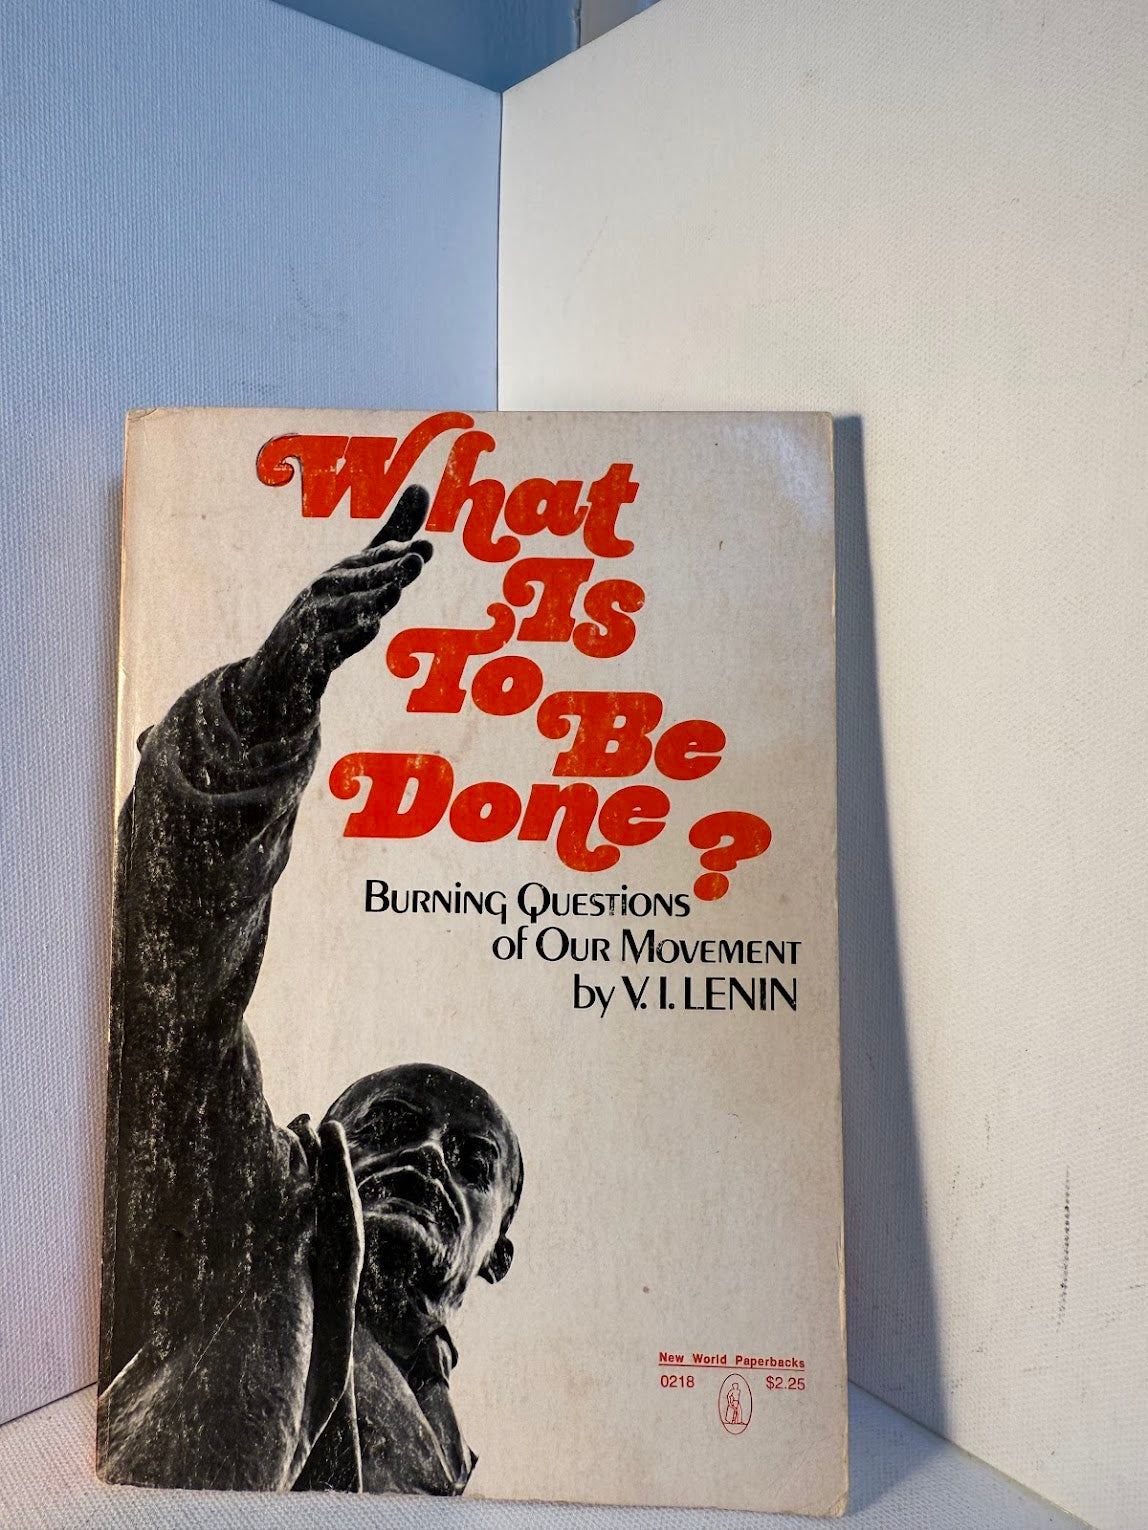 What
Is
To
Be
Done?
Burning Questions
of Our Movement
by V. I. LENIN
New World Paperbacks
0218 $2.25